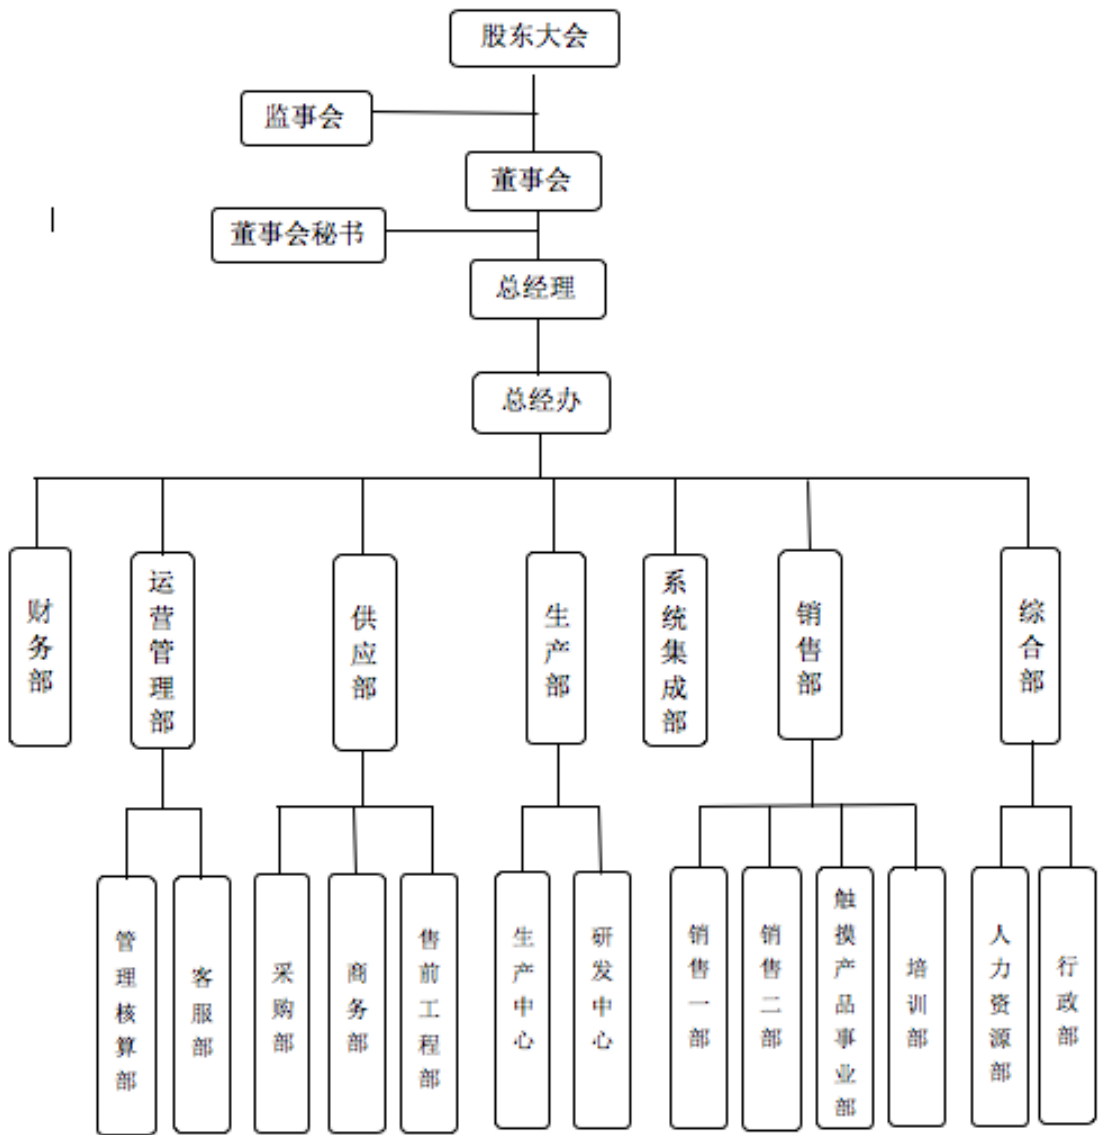 股东大会
监事会
董事会
董事会秘书
总经理
总经办
财务部
运营管理部
供应部
生产部
系统集成部
销售部
综合部
管理核算部
客服部
采购部
商务部
售前工程部
生产中心
研发中心
销售一部
销售二部
触摸产品事业部
培训部
人力资源部
行政部